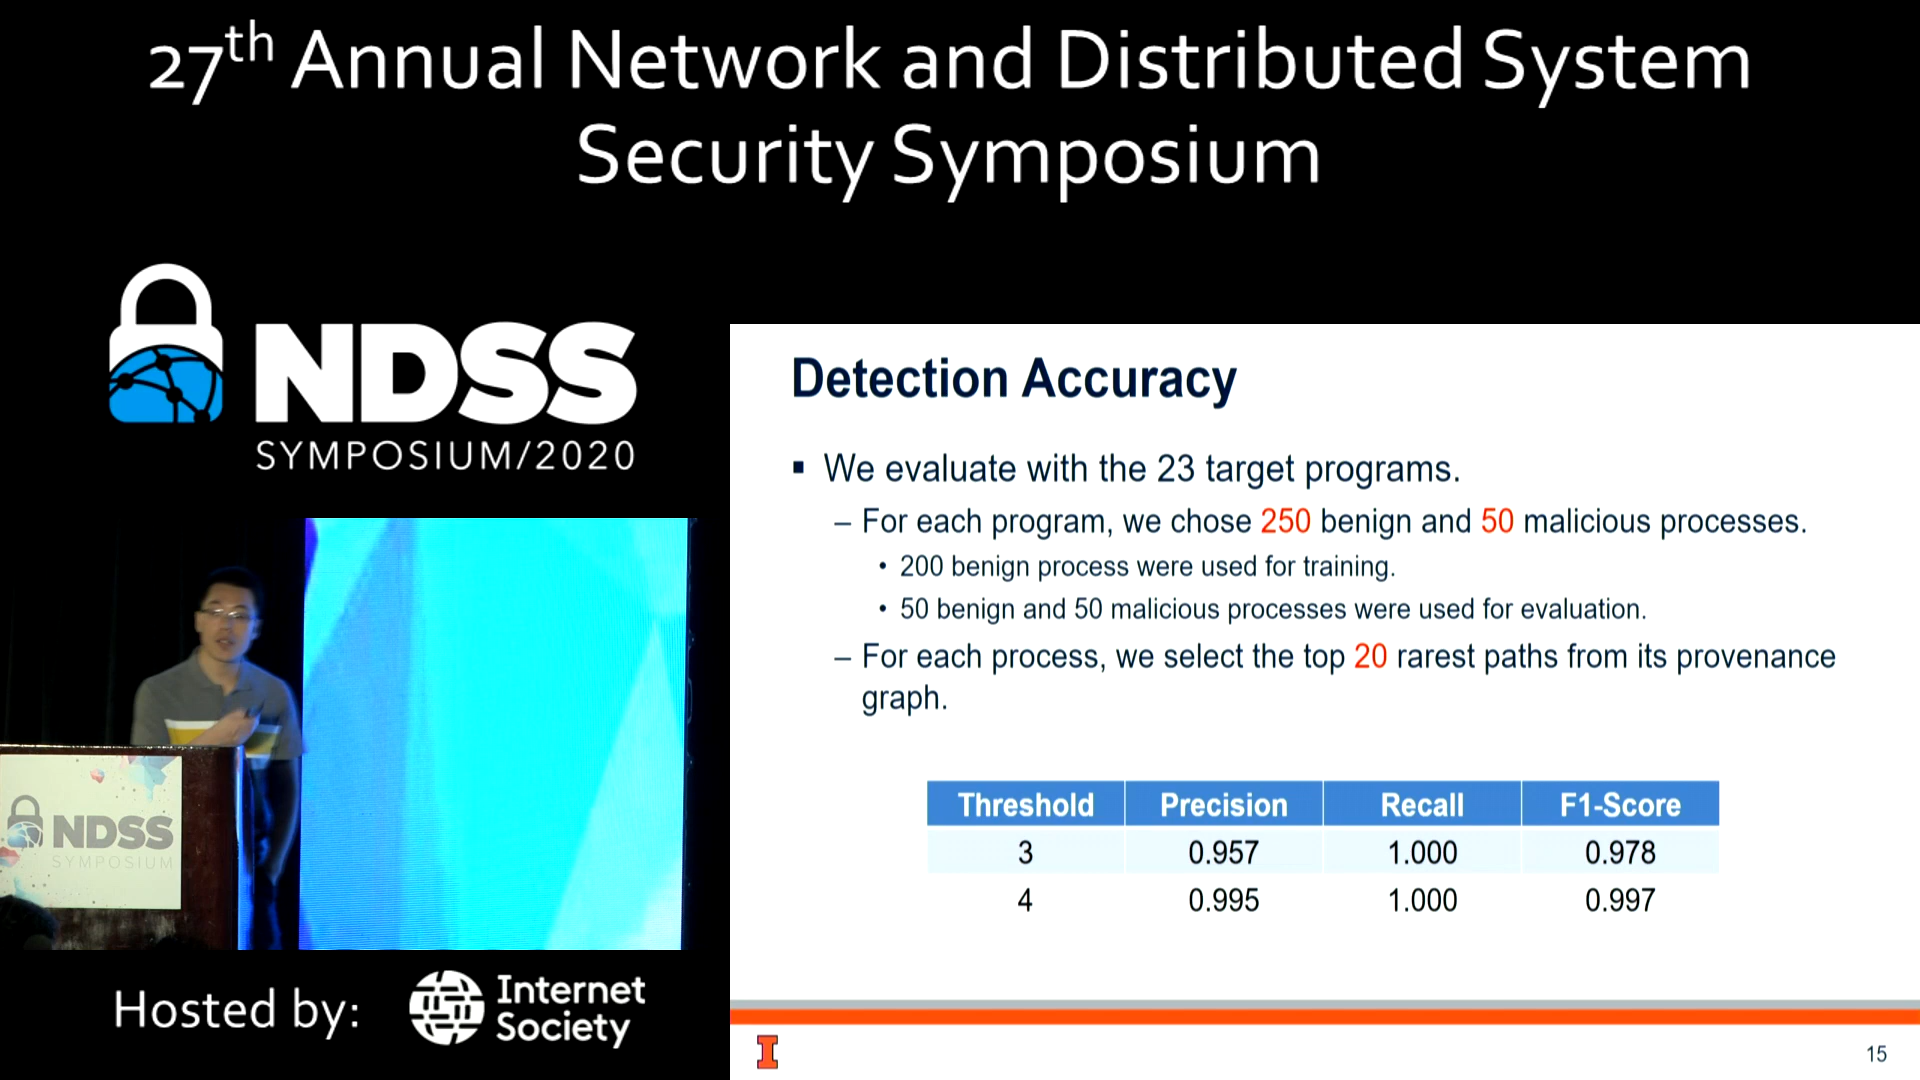 27th Annual Network and Distributed System
Security Symposium
NDSS
SYMPOSIUM/2020
Detection Accuracy
▪ We evaluate with the 23 target programs.
– For each program, we chose 250 benign and 50 malicious processes.
• 200 benign process were used for training.
• 50 benign and 50 malicious processes were used for evaluation.
– For each process, we select the top 20 rarest paths from its provenance
graph.
Threshold Precision Recall F1-Score
3 0.957 1.000 0.978
4 0.995 1.000 0.997
NDSS
SYMPOSIUM
Hosted by:
Internet
Society
I
15